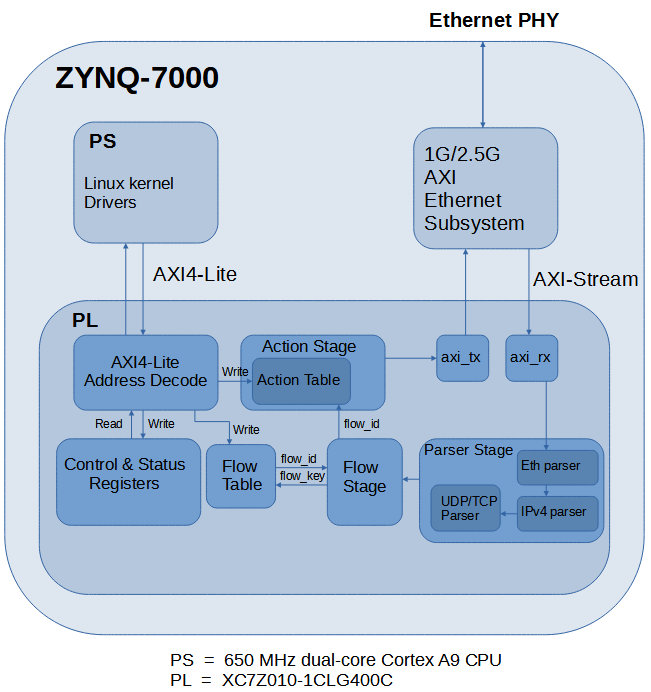 Ethernet PHY
ZYNQ-7000
PS
Linux kernel
Drivers
1G/2.5G
AXI
Ethernet
Subsystem
AXI4-Lite
AXI-Stream
PL
AXI4-Lite
Address Decode
Write
Action Stage
Action Table
axi_tx
axi_rx
Read
Write
Write
flow_id
Control & Status
Registers
Flow
Table
flow_id
flow_key
Flow
Stage
Parser Stage
Eth parser
UDP/TCP
Parser
IPv4 parser
PS = 650 MHz dual-core Cortex A9 CPU
PL = XC7Z010-1CLG400C